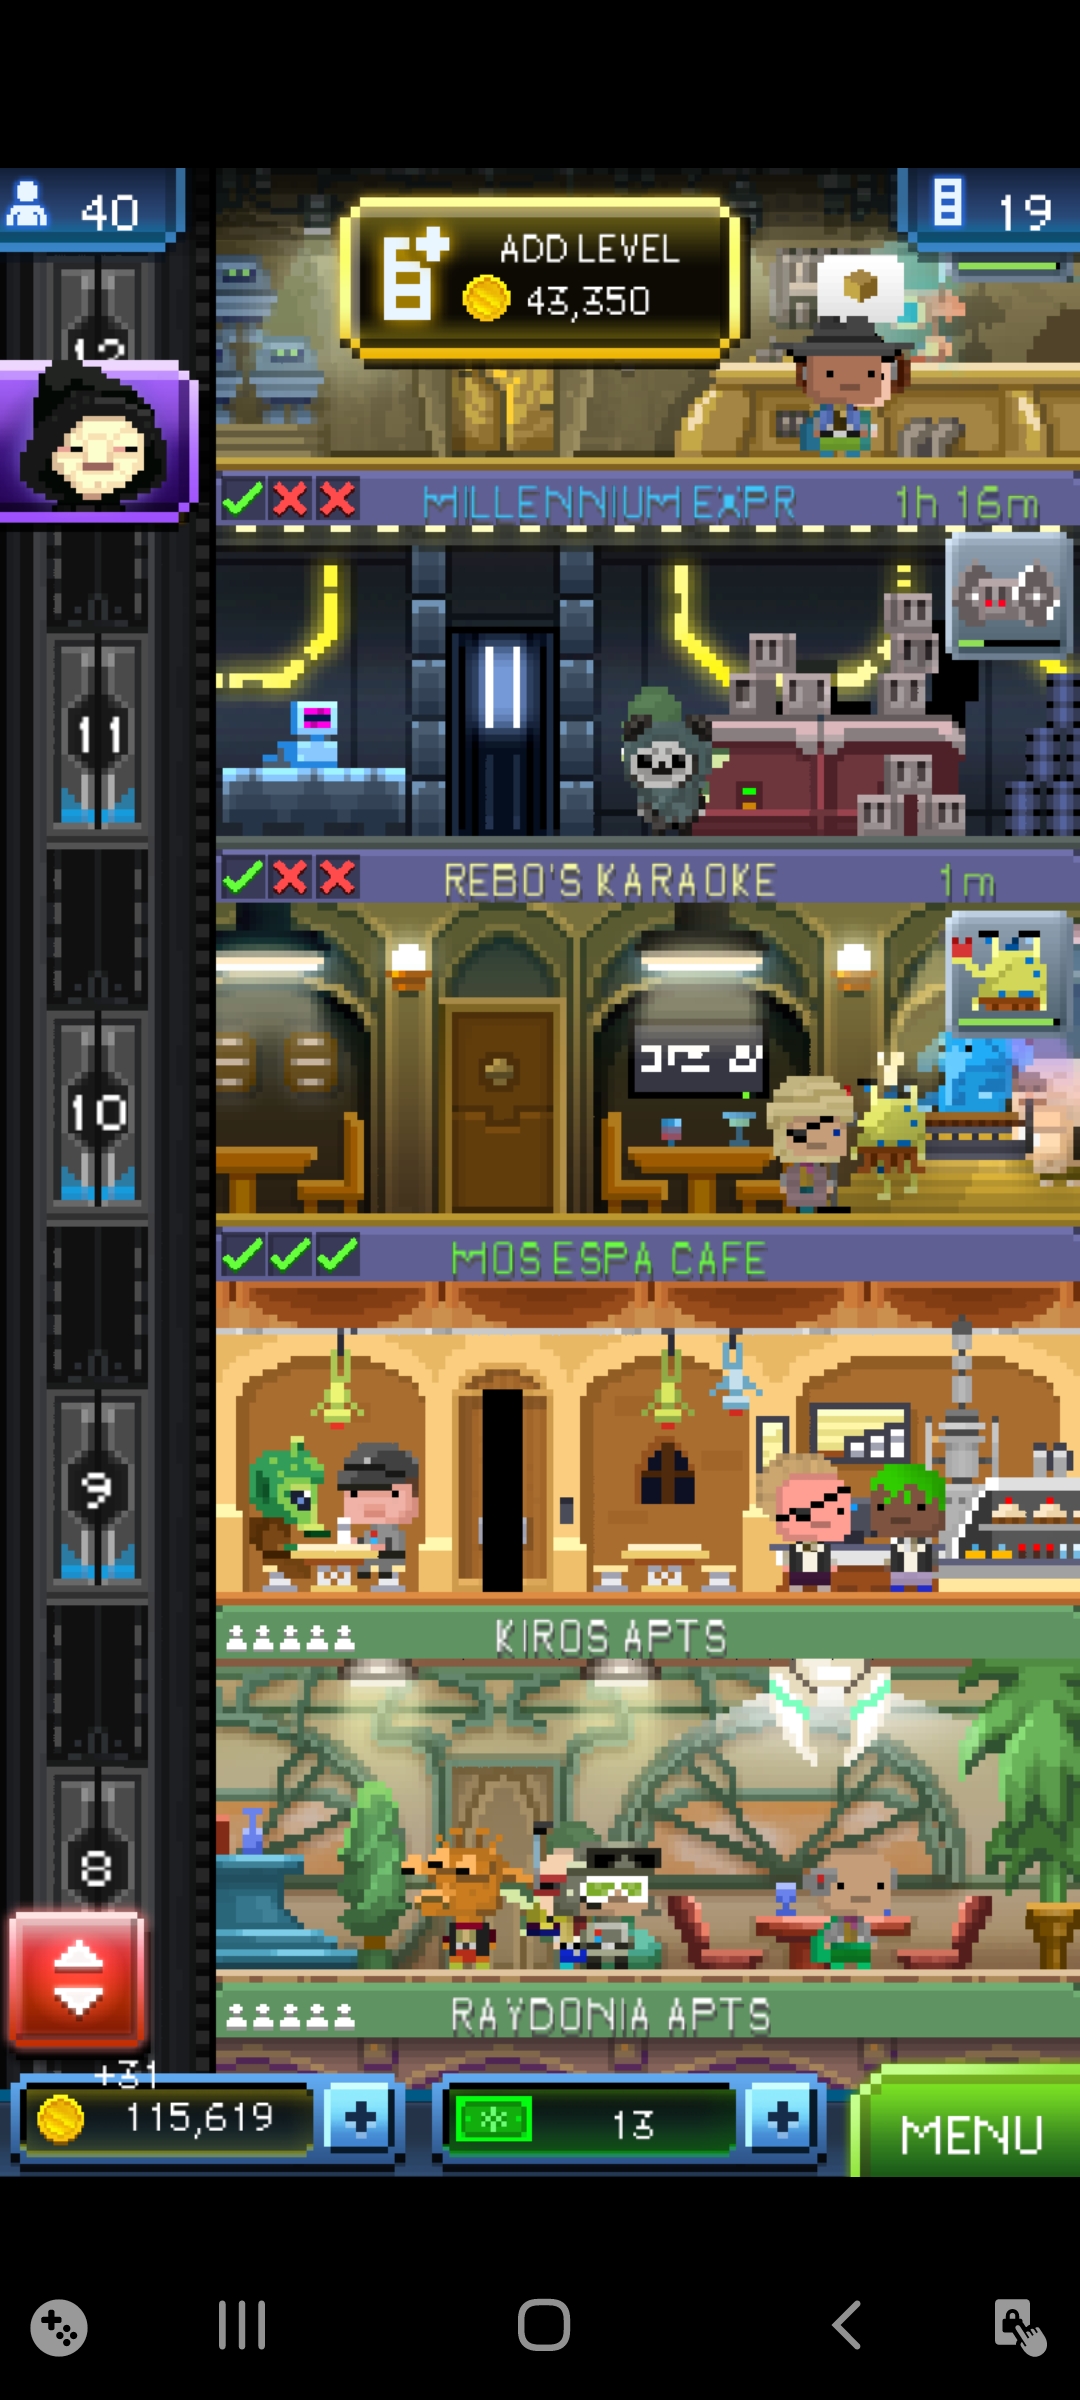 40
ADD LEVEL
43,350
19
12
MILLENNIUM EXPR
1h 16m
11
REBO'S KARAOKE
1m
10
MOS ESPA CAFE
9
KIROS APTS
8
RAYDONIA APTS
+31
115,619
13
MENU